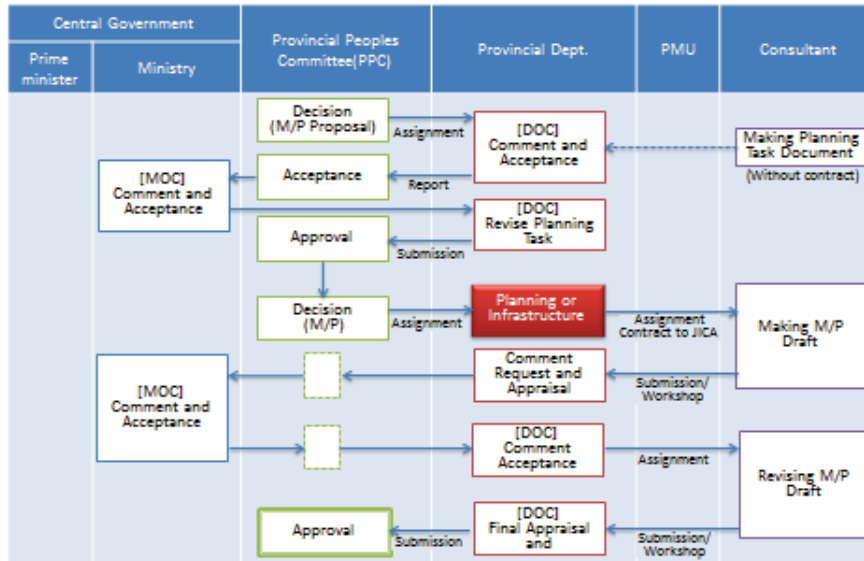 Central Government
Prime
minister
Ministry
Provincial Peoples
Committee(PPC)
Provincial Dept.
PMU
Consultant
Decision
(M/P Proposal)
Assignment
[DOC]
Comment and
Acceptance
Making Planning
Task Document
(Without contract)
[MOC]
Comment and
Acceptance
Acceptance
Report
[DOC]
Revise Planning
Task
Approval
Submission
Decision
(M/P)
Assignment
Planning or
Infrastructure
Assignment
Contract to JICA
Making M/P
Draft
[MOC]
Comment and
Acceptance
Comment
Request and
Appraisal
Submission/
Workshop
[DOC]
Comment
Acceptance
Assignment
Revising M/P
Draft
Approval
Submission
[DOC]
Final Appraisal
and
Submission/
Workshop